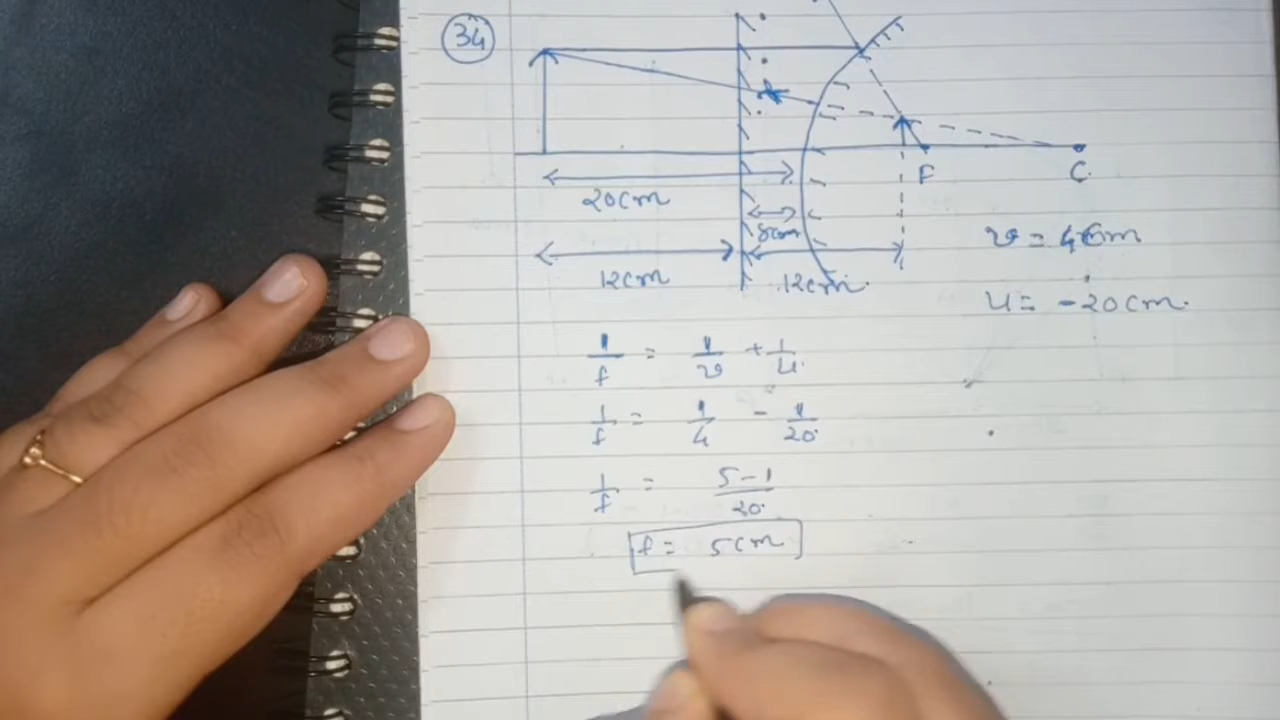 34
F
C
20cm
8cm
v = 4cm
12cm
12cm
u = -20cm.
1/f = 1/v + 1/u
1/f = 1/4 - 1/20
1/f = 5-1/20
f = 5cm